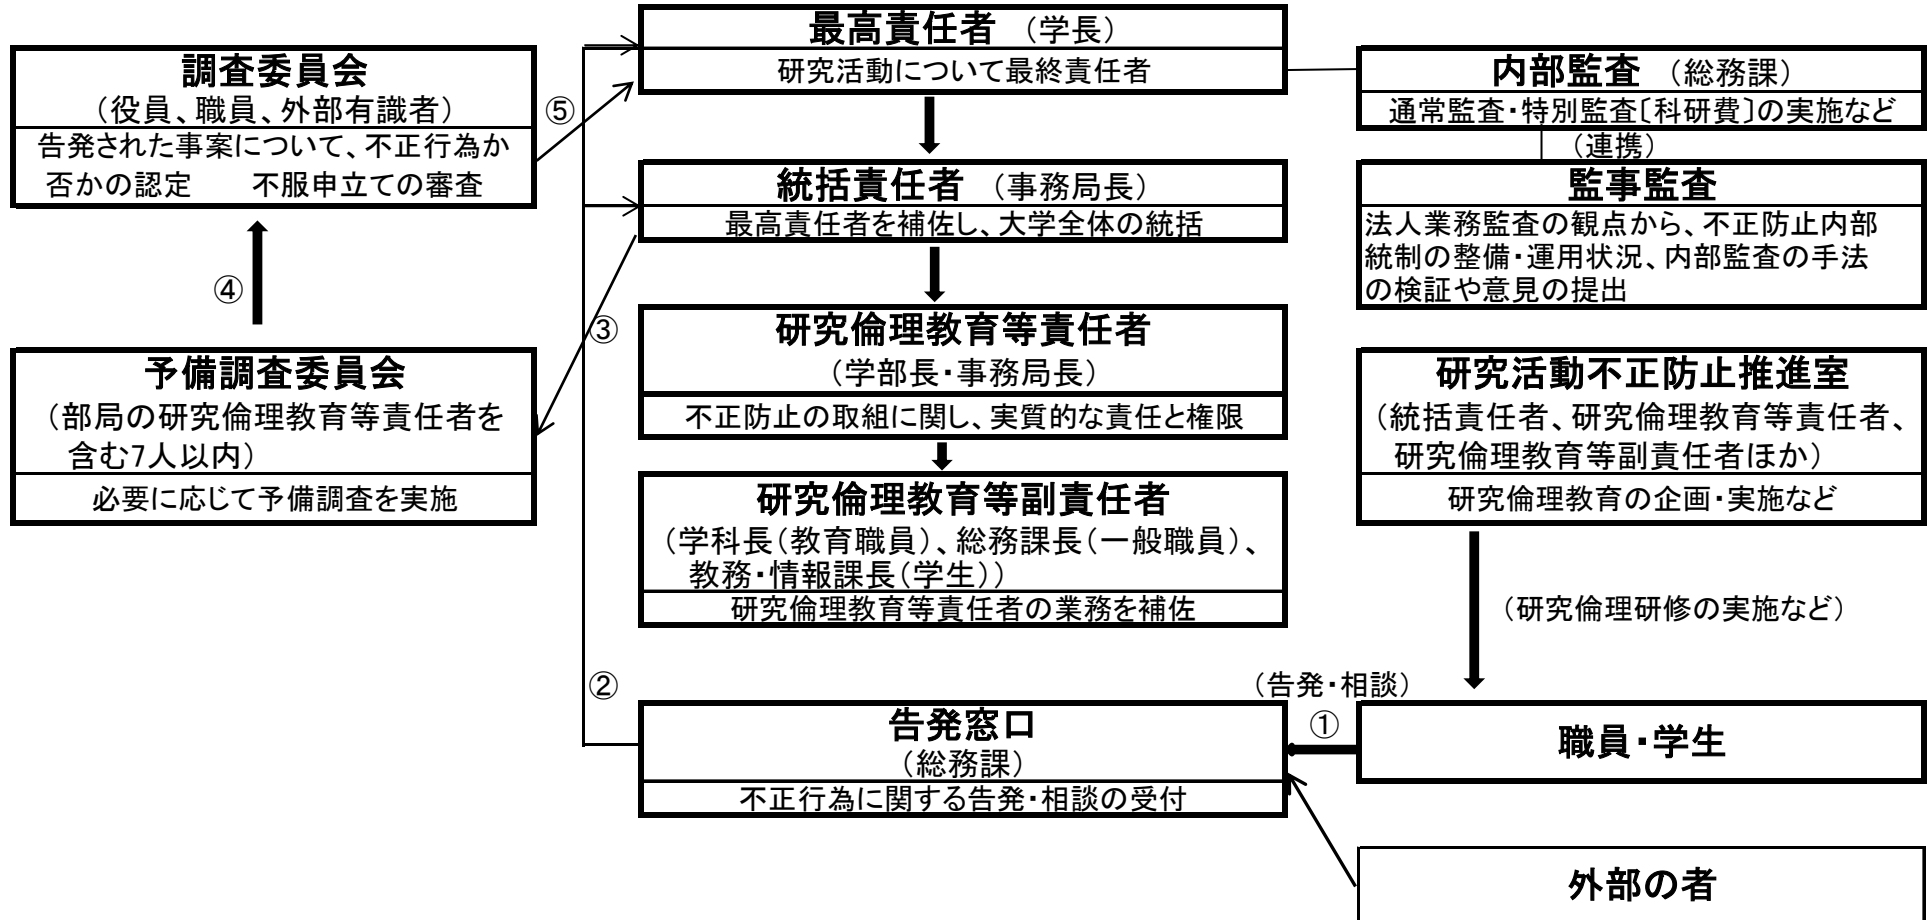 最高責任者 （学長）
研究活動について最終責任者
調査委員会
（役員、職員、外部有識者）
告発された事案について、不正行為か
否かの認定　　不服申立ての審査
⑤
内部監査 （総務課）
通常監査・特別監査〔科研費〕の実施など
（連携）
統括責任者 （事務局長）
最高責任者を補佐し、大学全体の統括
監事監査
法人業務監査の観点から、不正防止内部
統制の整備・運用状況、内部監査の手法
の検証や意見の提出
④
③
研究倫理教育等責任者
（学部長・事務局長）
不正防止の取組に関し、実質的な責任と権限
予備調査委員会
（部局の研究倫理教育等責任者を
含む7人以内）
必要に応じて予備調査を実施
研究活動不正防止推進室
（統括責任者、研究倫理教育等責任者、
研究倫理教育等副責任者ほか）
研究倫理教育の企画・実施など
研究倫理教育等副責任者
（学科長（教育職員）、総務課長（一般職員）、
教務・情報課長（学生））
研究倫理教育等責任者の業務を補佐
（研究倫理研修の実施など）
②
（告発・相談）
①
告発窓口
（総務課）
不正行為に関する告発・相談の受付
職員・学生
外部の者